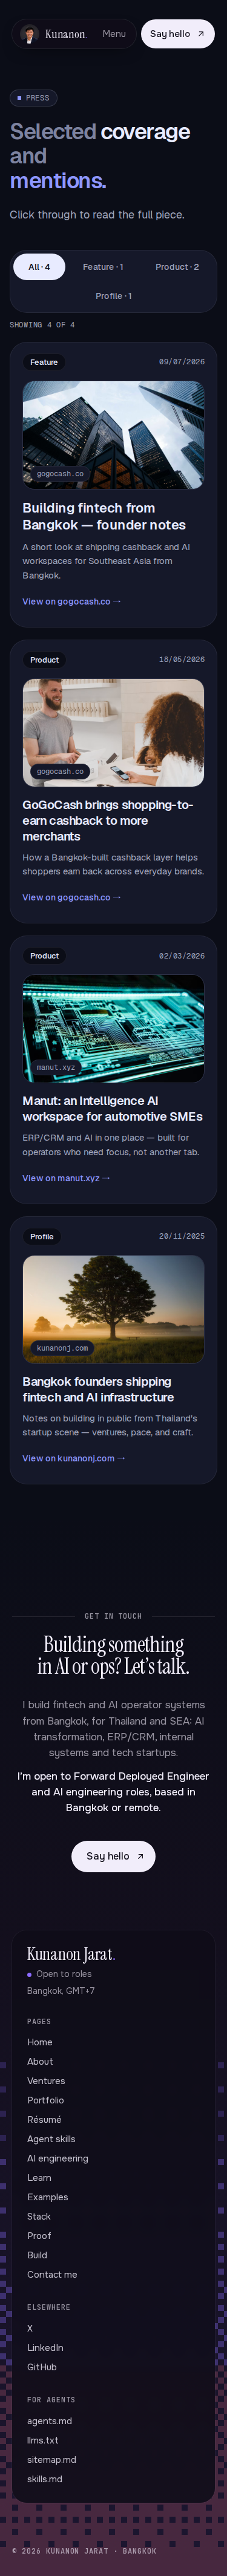 Kunanon.
Menu
Say hello ↗
PRESS
Selected coverage
and
mentions.
Click through to read the full piece.
All · 4
Feature · 1
Product · 2
Profile · 1
SHOWING 4 OF 4
Feature
09/07/2026
gogocash.co
Building fintech from
Bangkok — founder notes
A short look at shipping cashback and AI
workspaces for Southeast Asia from
Bangkok.
View on gogocash.co →
Product
18/05/2026
gogocash.co
GoGoCash brings shopping-to-
earn cashback to more
merchants
How a Bangkok-built cashback layer helps
shoppers earn back across everyday brands.
View on gogocash.co →
Product
02/03/2026
manut.xyz
Manut: an Intelligence AI
workspace for automotive SMEs
ERP/CRM and AI in one place — built for
operators who need focus, not another tab.
View on manut.xyz →
Profile
20/11/2025
kunanonj.com
Bangkok founders shipping
fintech and AI infrastructure
Notes on building in public from Thailand's
startup scene — ventures, pace, and craft.
View on kunanonj.com →
GET IN TOUCH
Building something
in AI or ops? Let's talk.
I build fintech and AI operator systems
from Bangkok, for Thailand and SEA: AI
transformation, ERP/CRM, internal
systems and tech startups.
I'm open to Forward Deployed Engineer
and AI engineering roles, based in
Bangkok or remote.
Say hello ↗
Kunanon Jarat.
Open to roles
Bangkok, GMT+7
PAGES
Home
About
Ventures
Portfolio
Résumé
Agent skills
AI engineering
Learn
Examples
Stack
Proof
Build
Contact me
ELSEWHERE
X
LinkedIn
GitHub
FOR AGENTS
agents.md
llms.txt
sitemap.md
skills.md
© 2026 KUNANON JARAT · BANGKOK